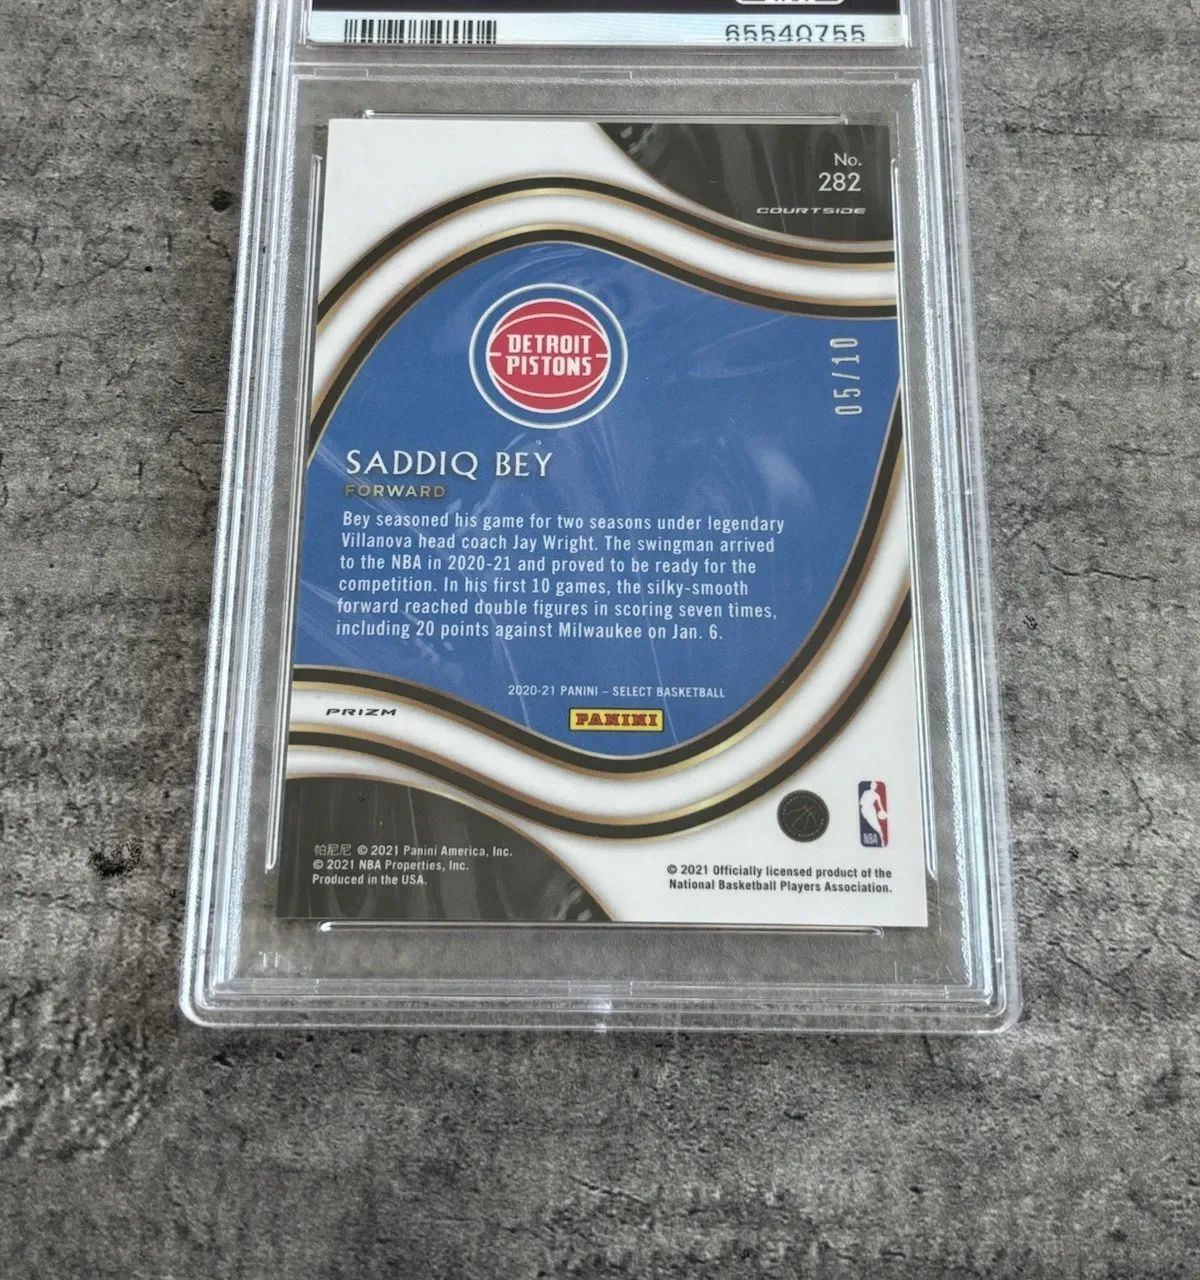 65540755
No.
282
COURTSIDE
DETROIT
PISTONS
05/10
SADDIQ BEY
FORWARD
Bey seasoned his game for two seasons under legendary
Villanova head coach Jay Wright. The swingman arrived
to the NBA in 2020-21 and proved to be ready for the
competition. In his first 10 games, the silky-smooth
forward reached double figures in scoring seven times,
including 20 points against Milwaukee on Jan. 6.
2020-21 PANINI – SELECT BASKETBALL
PANINI
PRIZM
NBA
帕尼尼 © 2021 Panini America, Inc.
© 2021 NBA Properties, Inc.
Produced in the USA.
© 2021 Officially licensed product of the
National Basketball Players Association.